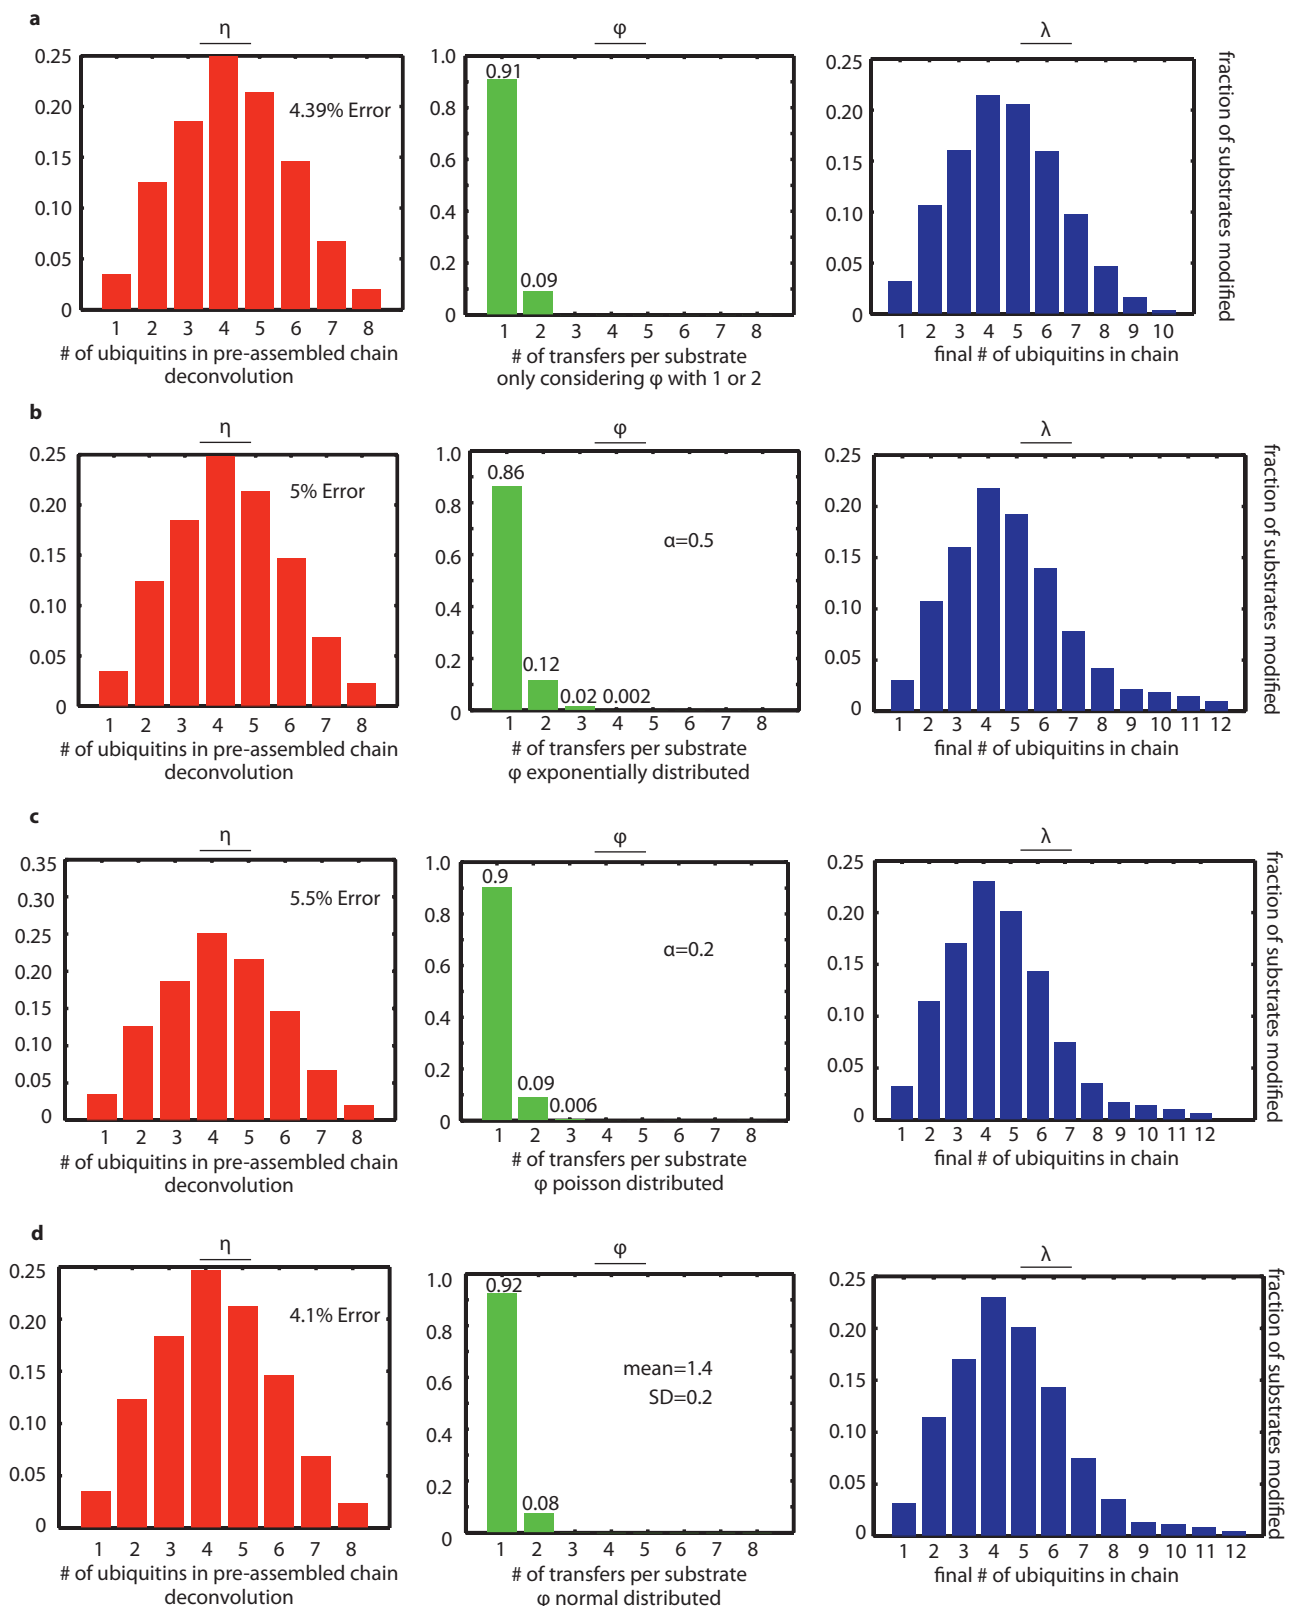 a
η
0.25
0.20
0.15
0.10
0.05
0
4.39% Error
1 2 3 4 5 6 7 8
# of ubiquitins in pre-assembled chain
deconvolution
φ
1.0
0.8
0.6
0.4
0.2
0
0.91
0.09
1 2 3 4 5 6 7 8
# of transfers per substrate
only considering φ with 1 or 2
λ
0.25
0.20
0.15
0.10
0.05
0
1 2 3 4 5 6 7 8 9 10
final # of ubiquitins in chain
fraction of substrates modified
b
η
0.25
0.20
0.15
0.10
0.05
0
5% Error
1 2 3 4 5 6 7 8
# of ubiquitins in pre-assembled chain
deconvolution
φ
1.0
0.8
0.6
0.4
0.2
0
0.86
0.12
0.02 0.002
α=0.5
1 2 3 4 5 6 7 8
# of transfers per substrate
φ exponentially distributed
λ
0.25
0.20
0.15
0.10
0.05
0
1 2 3 4 5 6 7 8 9 10 11 12
final # of ubiquitins in chain
fraction of substrates modified
c
η
0.35
0.30
0.25
0.20
0.15
0.10
0.05
0
5.5% Error
1 2 3 4 5 6 7 8
# of ubiquitins in pre-assembled chain
deconvolution
φ
1.0
0.8
0.6
0.4
0.2
0
0.9
0.09
0.006
α=0.2
1 2 3 4 5 6 7 8
# of transfers per substrate
φ poisson distributed
λ
0.25
0.20
0.15
0.10
0.05
0
1 2 3 4 5 6 7 8 9 10 11 12
final # of ubiquitins in chain
fraction of substrates modified
d
η
0.25
0.20
0.15
0.10
0.05
0
4.1% Error
1 2 3 4 5 6 7 8
# of ubiquitins in pre-assembled chain
deconvolution
φ
1.0
0.8
0.6
0.4
0.2
0
0.92
0.08
mean=1.4
SD=0.2
1 2 3 4 5 6 7 8
# of transfers per substrate
φ normal distributed
λ
0.25
0.20
0.15
0.10
0.05
0
1 2 3 4 5 6 7 8 9 10 11 12
final # of ubiquitins in chain
fraction of substrates modified